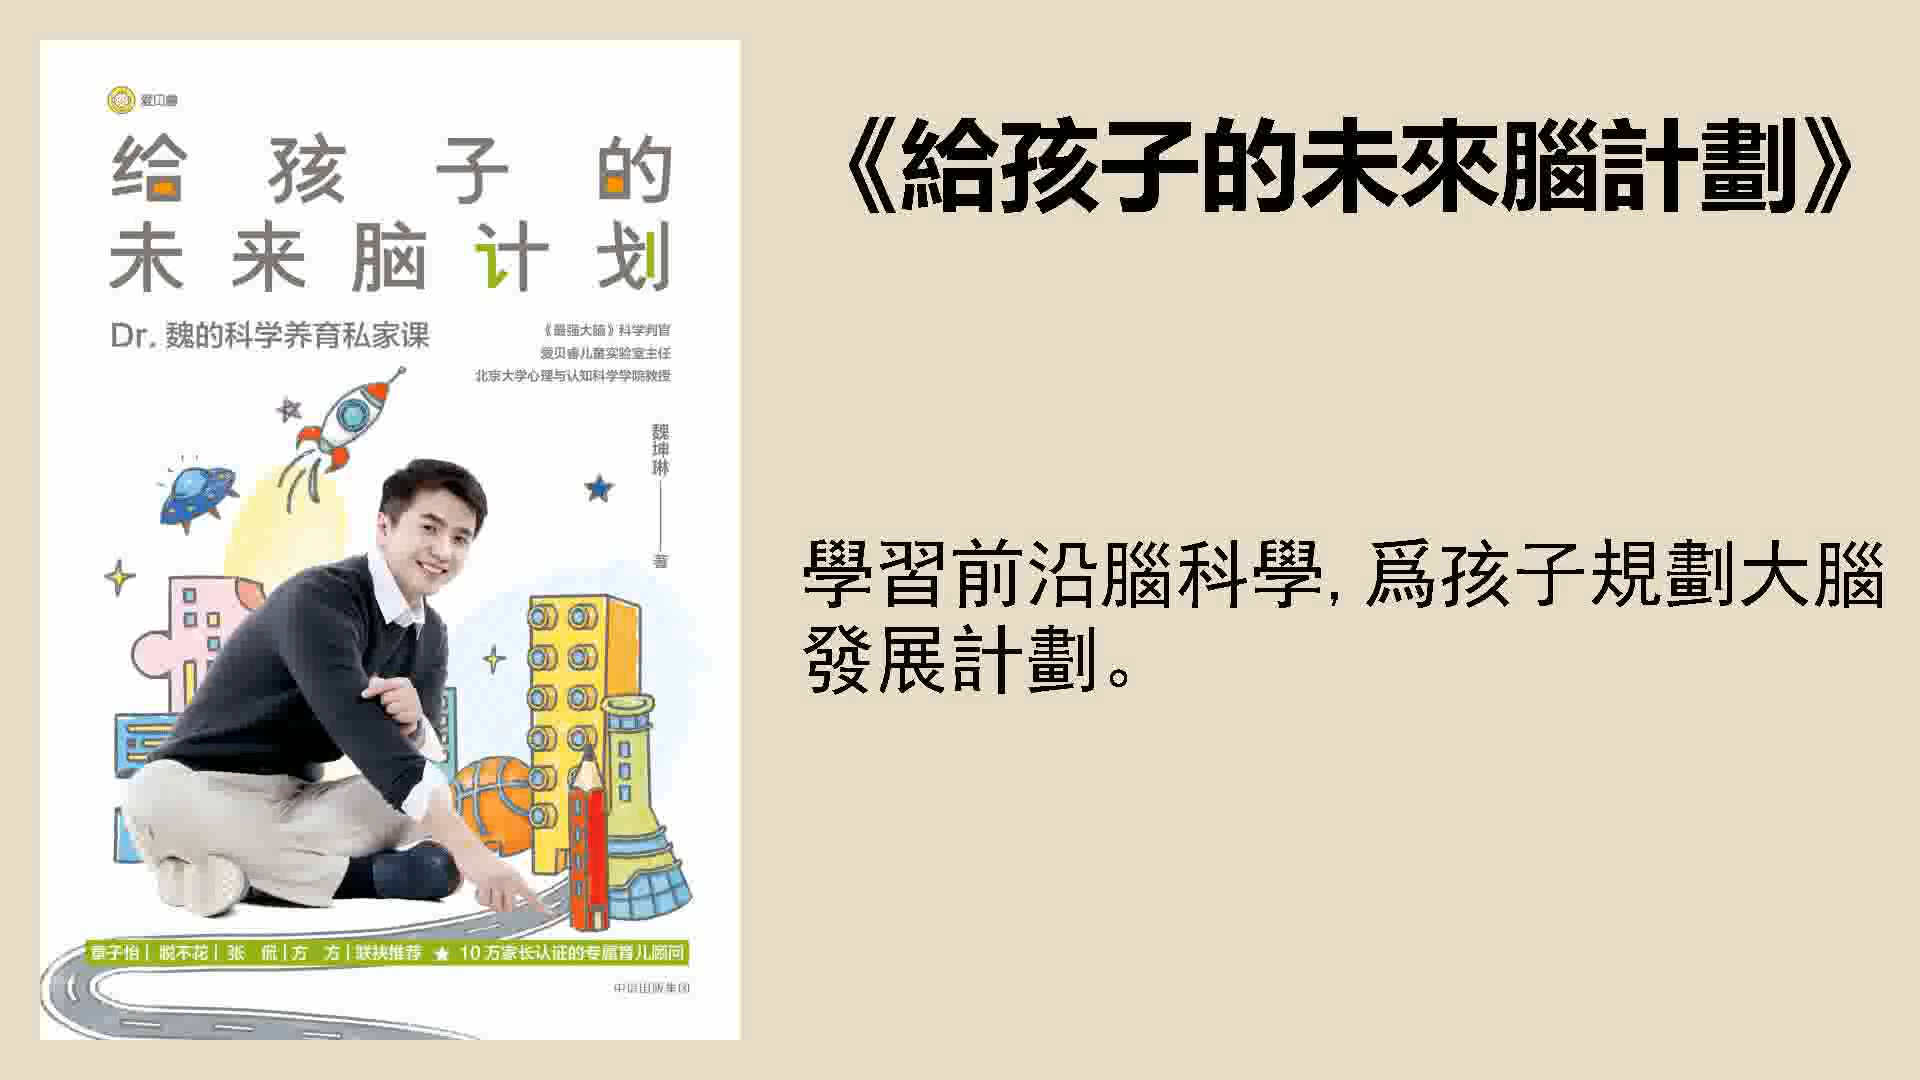 爱贝睿
给孩子的
未来脑计划
Dr.魏的科学养育私家课
《最强大脑》科学判官
爱贝睿儿童实验室主任
北京大学心理与认知科学学院教授
魏坤琳——著
章子怡|脱不花|张 侃|方 方|联袂推荐 ★ 10万家长认证的专属育儿顾问
中信出版集团
《給孩子的未來腦計劃》
學習前沿腦科學,爲孩子規劃大腦
發展計劃。